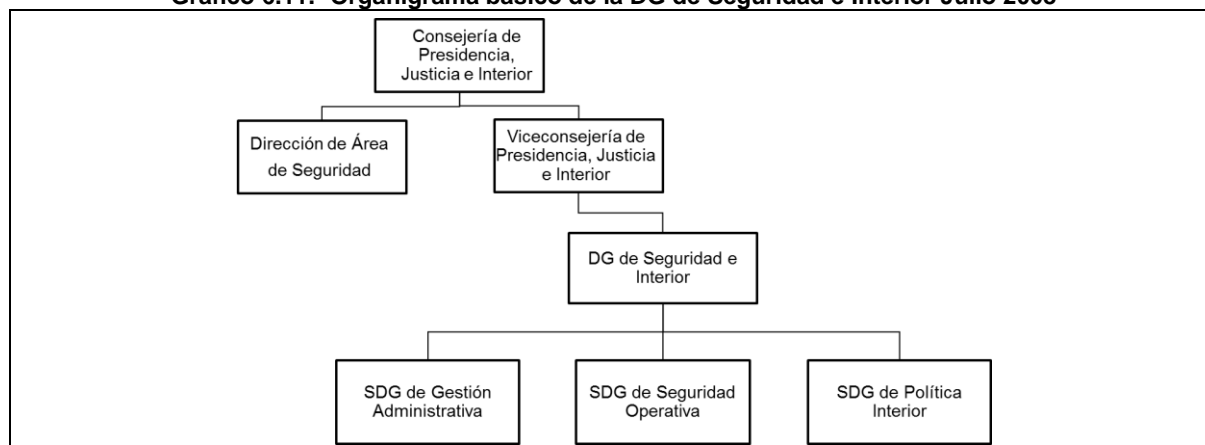 Gráfico 6.11. Organigrama básico de la DG de Seguridad e Interior Julio 2008
Consejería de
Presidencia,
Justicia e Interior
Dirección de Área
de Seguridad
Viceconsejería de
Presidencia, Justicia
e Interior
DG de Seguridad e
Interior
SDG de Gestión
Administrativa
SDG de Seguridad
Operativa
SDG de Política
Interior